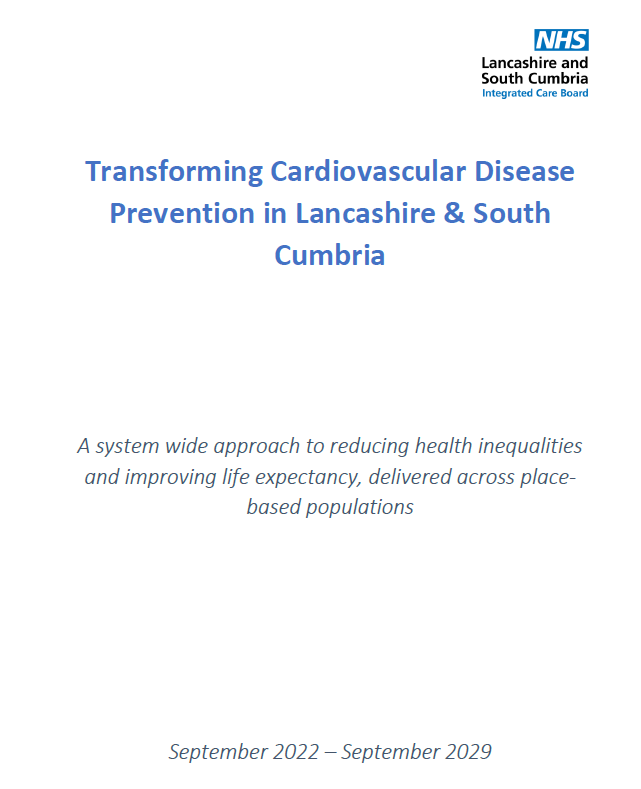 NHS
Lancashire and
South Cumbria
Integrated Care Board
Transforming Cardiovascular Disease
Prevention in Lancashire & South
Cumbria
A system wide approach to reducing health inequalities
and improving life expectancy, delivered across place-
based populations
September 2022 – September 2029